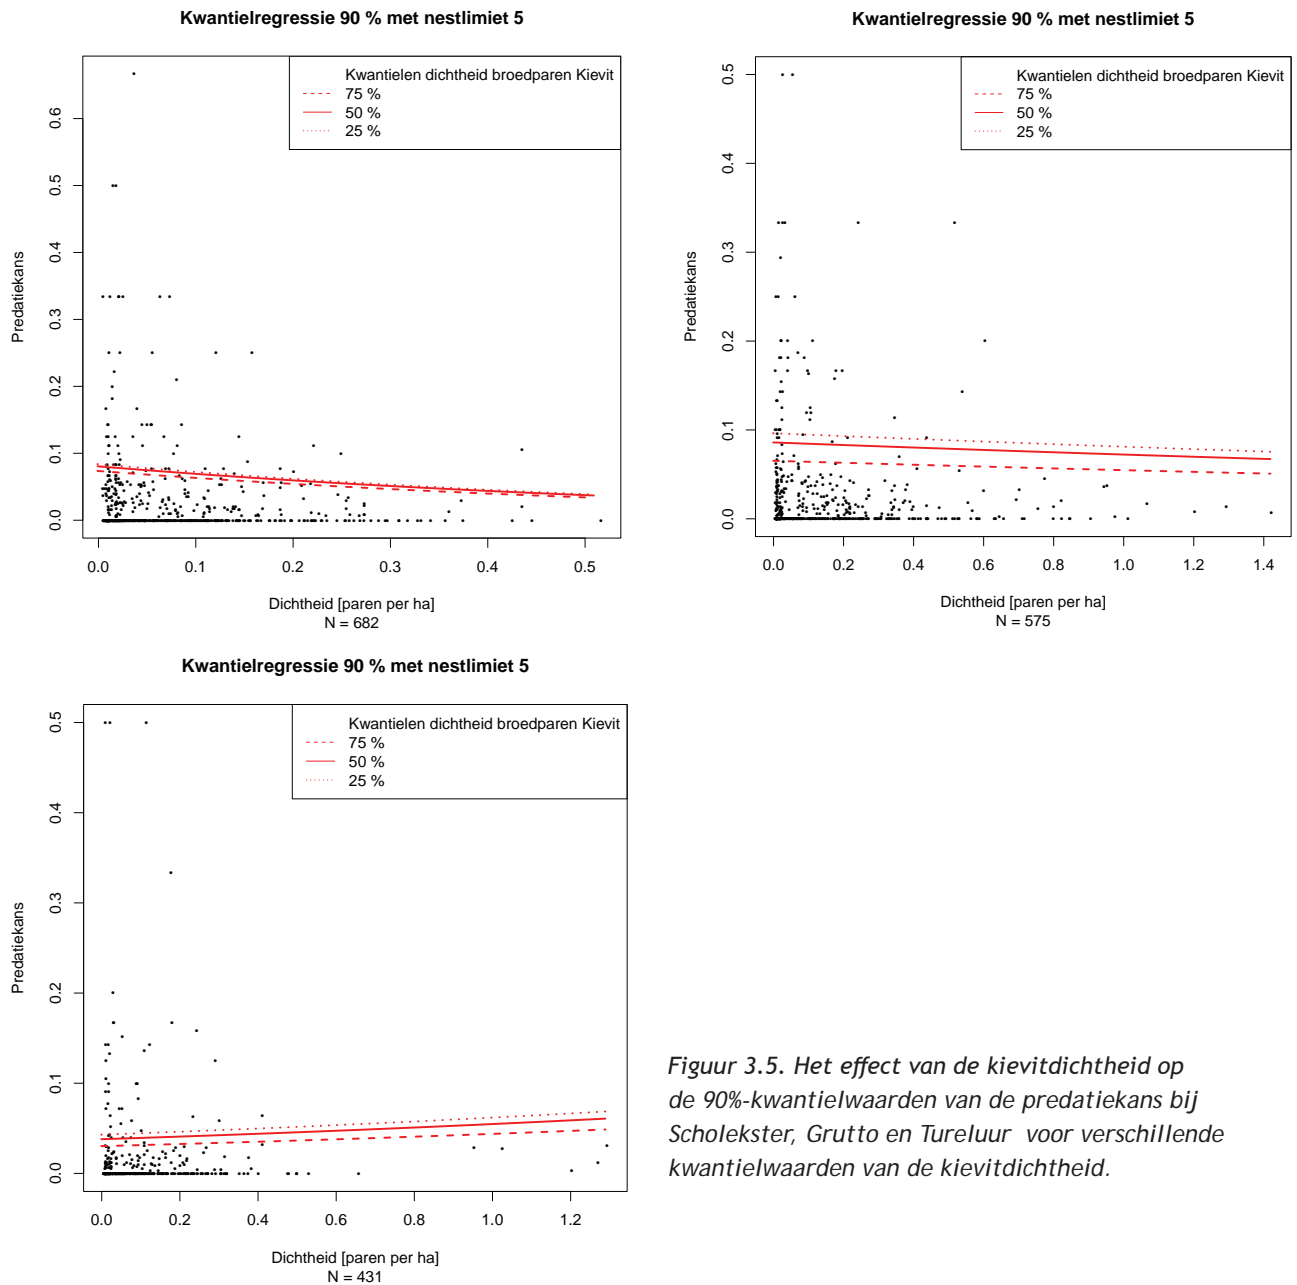 Kwantielregressie 90 % met nestlimiet 5
Kwantielen dichtheid broedparen Kievit
75 %
50 %
25 %
Predatiekans
0.0
0.1
0.2
0.3
0.4
0.5
0.6
0.0 0.1 0.2 0.3 0.4 0.5
Dichtheid [paren per ha]
N = 682
Kwantielregressie 90 % met nestlimiet 5
Kwantielen dichtheid broedparen Kievit
75 %
50 %
25 %
Predatiekans
0.0
0.1
0.2
0.3
0.4
0.5
0.0 0.2 0.4 0.6 0.8 1.0 1.2 1.4
Dichtheid [paren per ha]
N = 575
Kwantielregressie 90 % met nestlimiet 5
Kwantielen dichtheid broedparen Kievit
75 %
50 %
25 %
Predatiekans
0.0
0.1
0.2
0.3
0.4
0.5
0.0 0.2 0.4 0.6 0.8 1.0 1.2
Dichtheid [paren per ha]
N = 431
Figuur 3.5. Het effect van de kievitdichtheid op
de 90%-kwantielwaarden van de predatiekans bij
Scholekster, Grutto en Tureluur voor verschillende
kwantielwaarden van de kievitdichtheid.